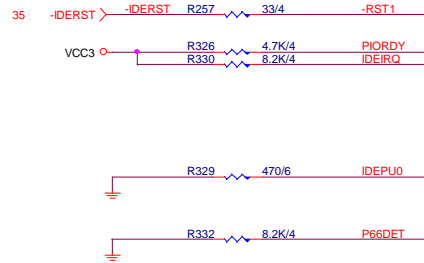 35 -IDERST -IDERST R257 33/4 -RST1
VCC3 R326 4.7K/4 PIORDY
R330 8.2K/4 IDEIRQ
R329 470/6 IDEPU0
R332 8.2K/4 P66DET